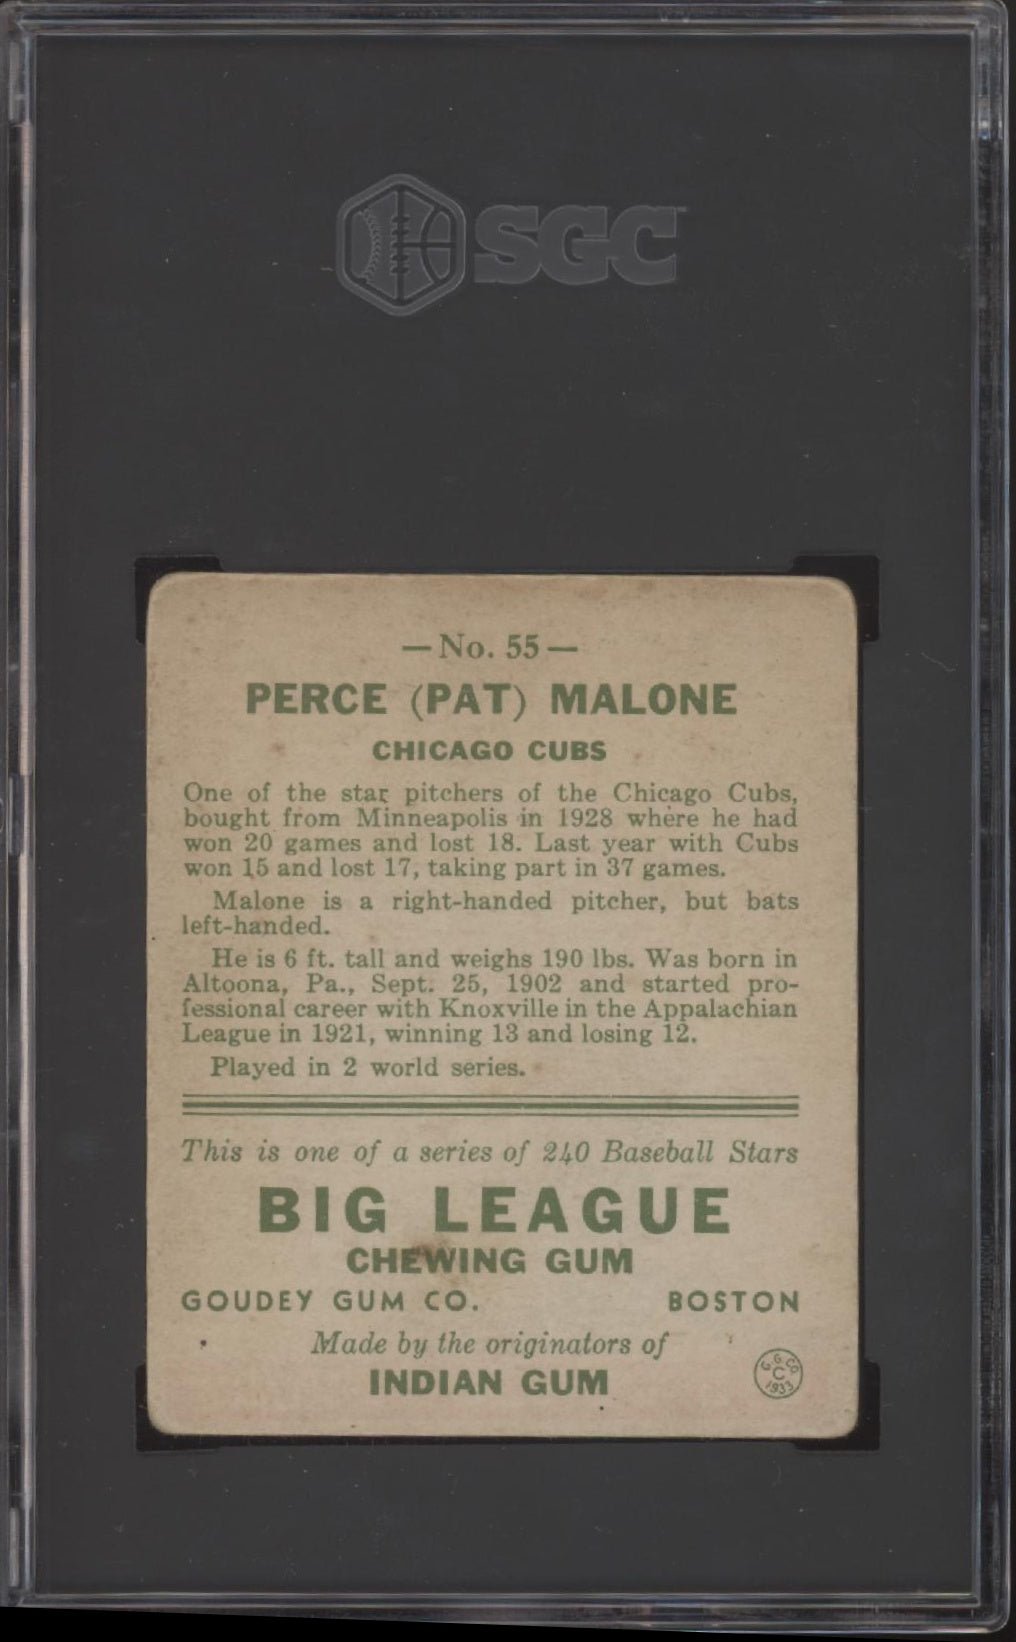 SGC
—No. 55—
PERCE (PAT) MALONE
CHICAGO CUBS
One of the star pitchers of the Chicago Cubs,
bought from Minneapolis in 1928 where he had
won 20 games and lost 18. Last year with Cubs
won 15 and lost 17, taking part in 37 games.
Malone is a right-handed pitcher, but bats
left-handed.
He is 6 ft. tall and weighs 190 lbs. Was born in
Altoona, Pa., Sept. 25, 1902 and started pro-
fessional career with Knoxville in the Appalachian
League in 1921, winning 13 and losing 12.
Played in 2 world series.
This is one of a series of 240 Baseball Stars
BIG LEAGUE
CHEWING GUM
GOUDEY GUM CO. BOSTON
Made by the originators of
INDIAN GUM
G. G. CO.
C
1933